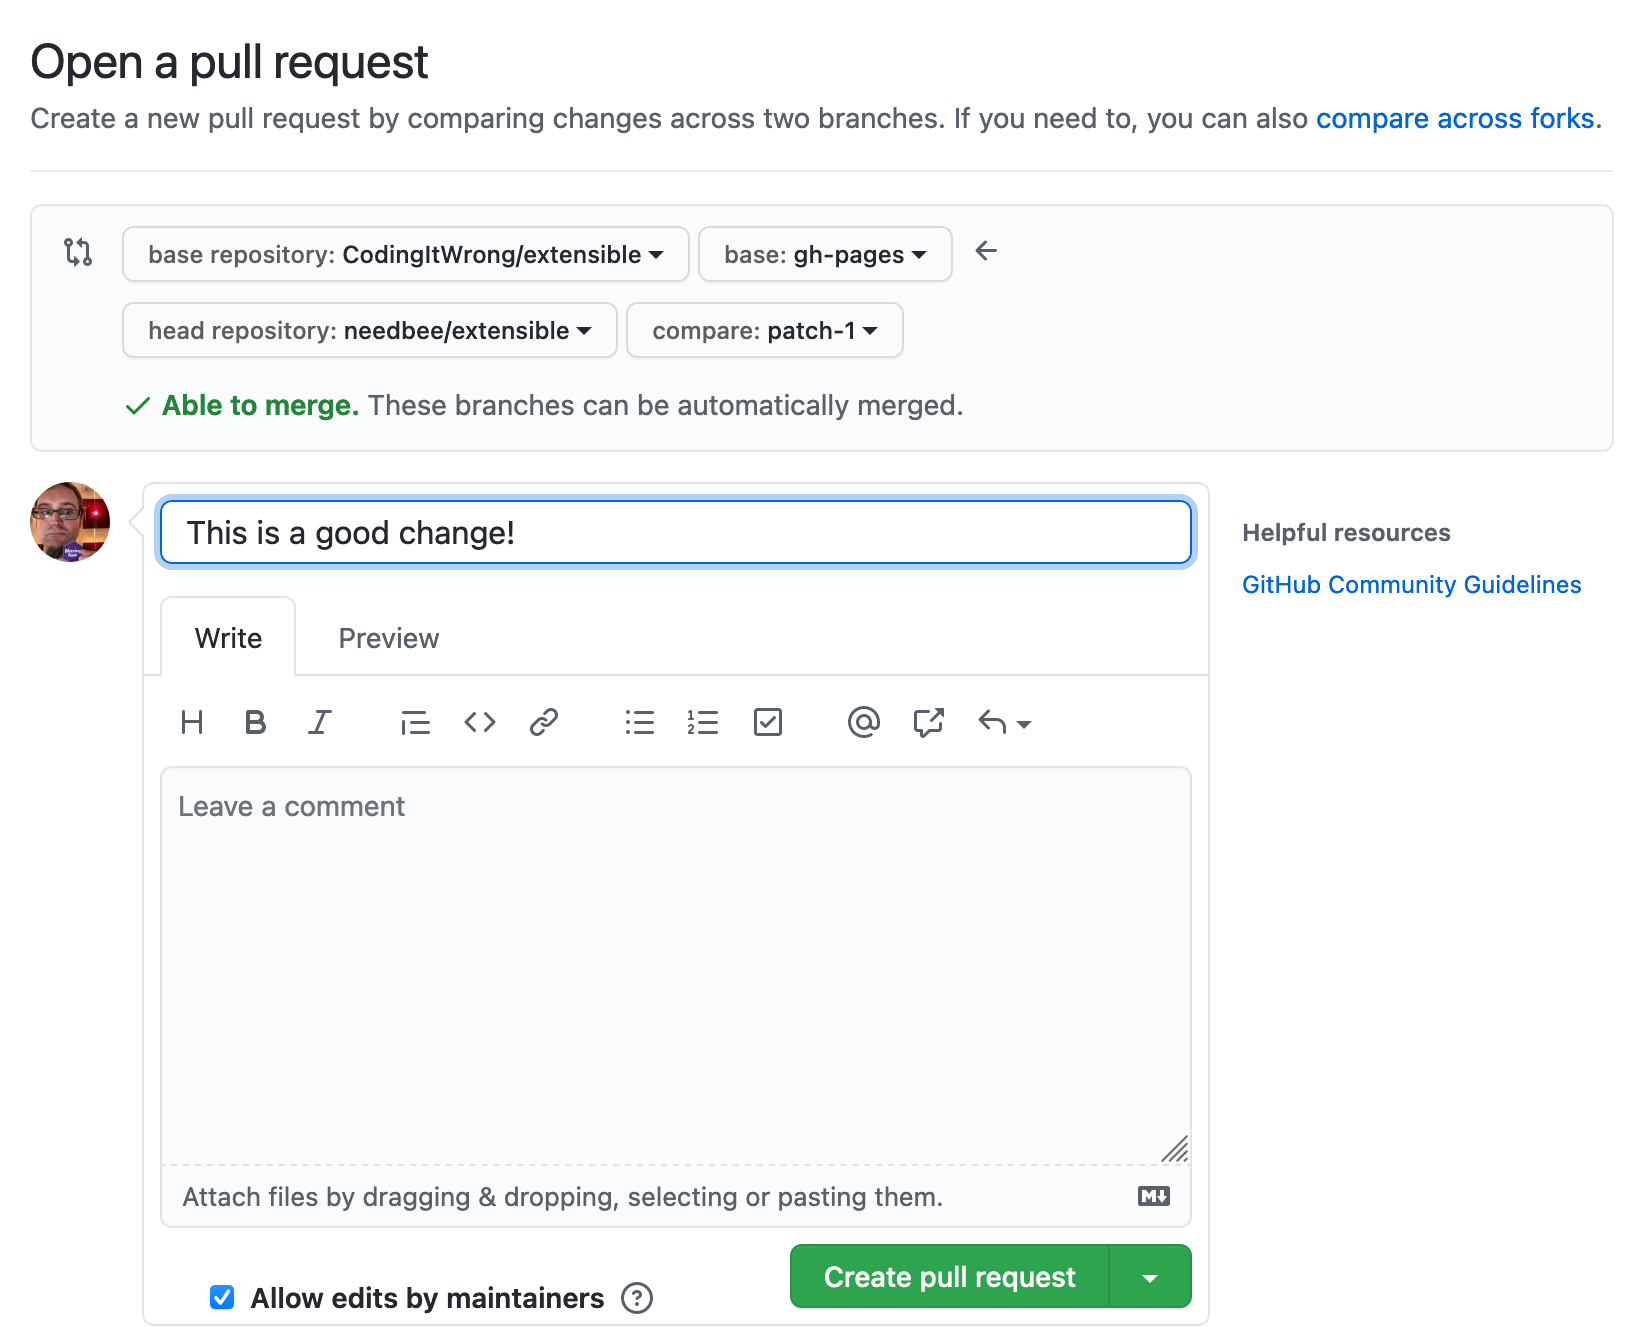 Open a pull request
Create a new pull request by comparing changes across two branches. If you need to, you can also compare across forks.
base repository: CodingItWrong/extensible base: gh-pages
head repository: needbee/extensible compare: patch-1
Able to merge. These branches can be automatically merged.
This is a good change!
Helpful resources
GitHub Community Guidelines
Write Preview
Leave a comment
Attach files by dragging & dropping, selecting or pasting them.
Allow edits by maintainers
Create pull request